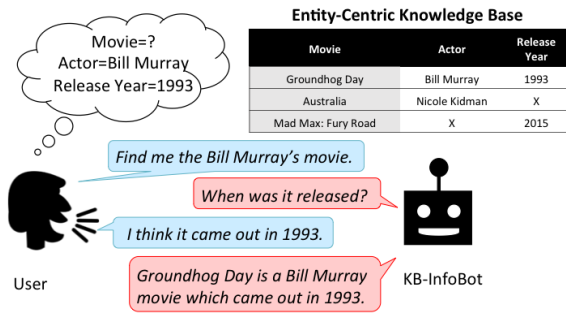 Movie=?
Actor=Bill Murray
Release Year=1993
Entity-Centric Knowledge Base
Movie Actor Release Year
Groundhog Day Bill Murray 1993
Australia Nicole Kidman X
Mad Max: Fury Road X 2015
Find me the Bill Murray's movie.
When was it released?
I think it came out in 1993.
Groundhog Day is a Bill Murray
movie which came out in 1993.
User
KB-InfoBot